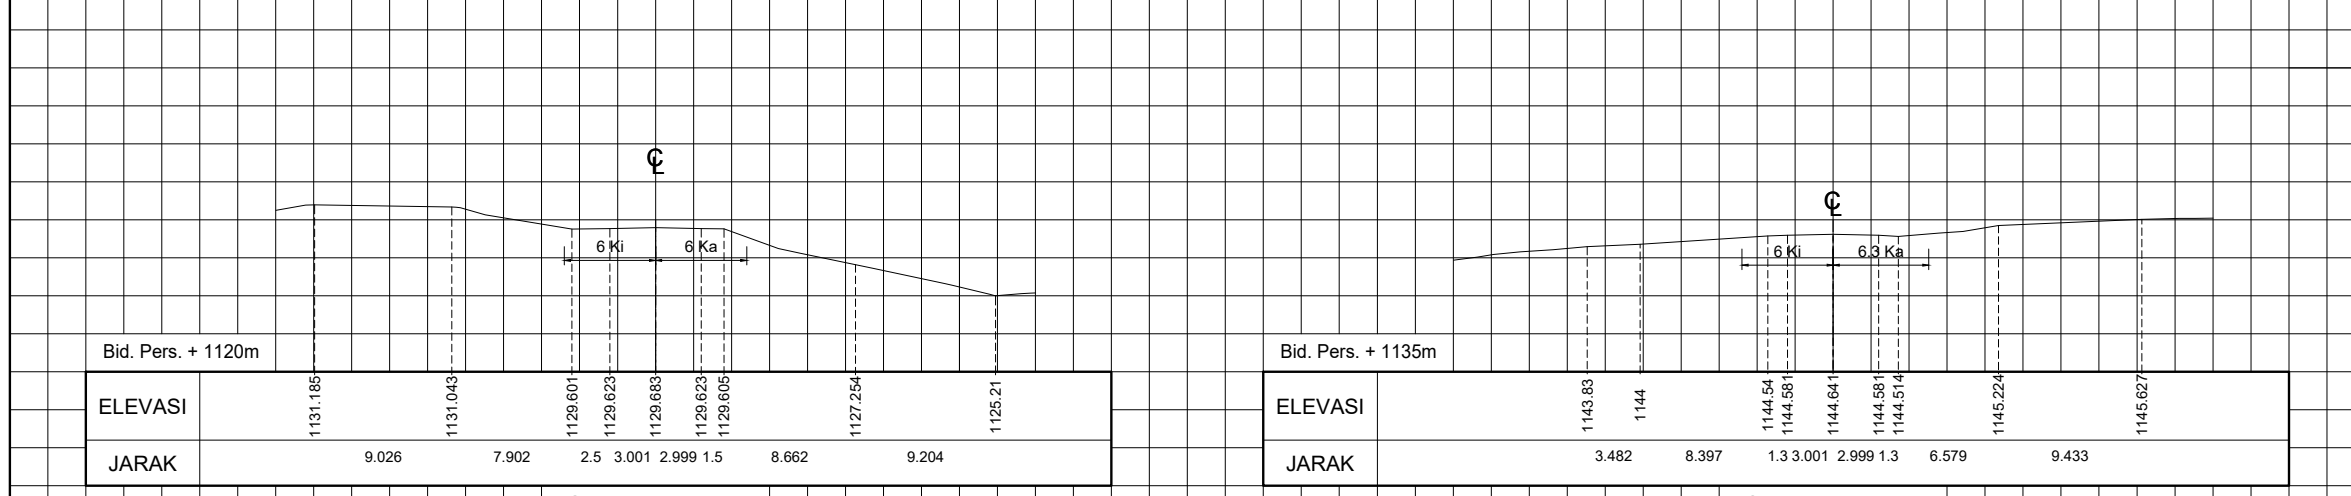 ℄
6 Ki 6 Ka
Bid. Pers. + 1120m
ELEVASI 1131.185 1131.043 1129.601 1129.623 1129.683 1129.623 1129.605 1127.254 1125.21
JARAK 9.026 7.902 2.5 3.001 2.999 1.5 8.662 9.204
℄
6 Ki 6.3 Ka
Bid. Pers. + 1135m
ELEVASI 1143.83 1144 1144.54 1144.581 1144.641 1144.581 1144.514 1145.224 1145.627
JARAK 3.482 8.397 1.3 3.001 2.999 1.3 6.579 9.433